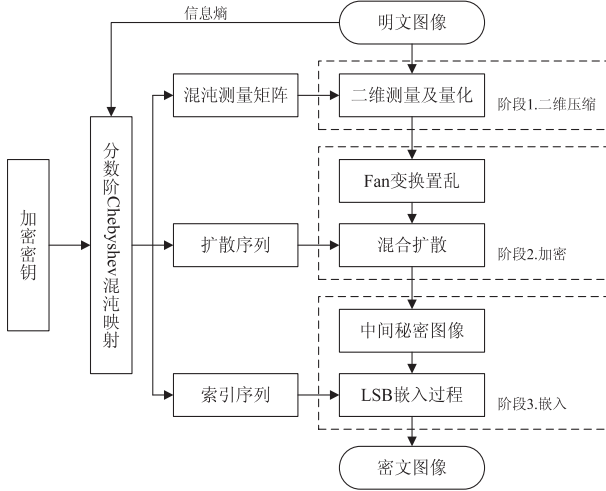 信息熵
明文图像
混沌测量矩阵
二维测量及量化
阶段1.二维压缩
分数阶Chebyshev混沌映射
Fan变换置乱
加密密钥
扩散序列
混合扩散
阶段2.加密
中间秘密图像
索引序列
LSB嵌入过程
阶段3.嵌入
密文图像